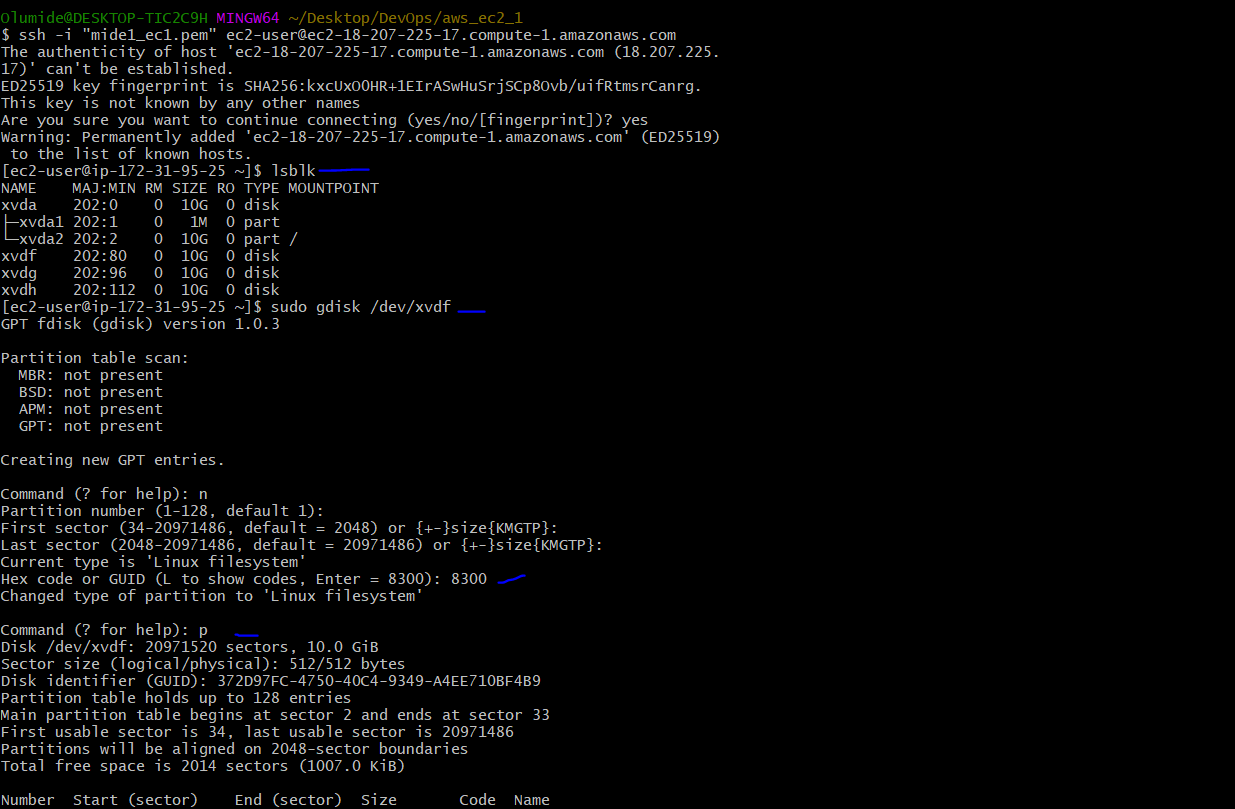 Olumide@DESKTOP-TIC2C9H MINGW64 ~/Desktop/DevOps/aws_ec2_1
$ ssh -i "mide1_ec1.pem" ec2-user@ec2-18-207-225-17.compute-1.amazonaws.com
The authenticity of host 'ec2-18-207-225-17.compute-1.amazonaws.com (18.207.225.
17)' can't be established.
ED25519 key fingerprint is SHA256:kxcUxO0HR+1EIrASwHuSrjSCp8Ovb/uifRtmsrCanrg.
This key is not known by any other names
Are you sure you want to continue connecting (yes/no/[fingerprint])? yes
Warning: Permanently added 'ec2-18-207-225-17.compute-1.amazonaws.com' (ED25519)
 to the list of known hosts.
[ec2-user@ip-172-31-95-25 ~]$ lsblk
NAME    MAJ:MIN RM SIZE RO TYPE MOUNTPOINT
xvda    202:0    0  10G  0 disk
├─xvda1 202:1    0   1M  0 part
└─xvda2 202:2    0  10G  0 part /
xvdf    202:80   0  10G  0 disk
xvdg    202:96   0  10G  0 disk
xvdh    202:112  0  10G  0 disk
[ec2-user@ip-172-31-95-25 ~]$ sudo gdisk /dev/xvdf
GPT fdisk (gdisk) version 1.0.3
Partition table scan:
  MBR: not present
  BSD: not present
  APM: not present
  GPT: not present
Creating new GPT entries.
Command (? for help): n
Partition number (1-128, default 1):
First sector (34-20971486, default = 2048) or {+-}size{KMGTP}:
Last sector (2048-20971486, default = 20971486) or {+-}size{KMGTP}:
Current type is 'Linux filesystem'
Hex code or GUID (L to show codes, Enter = 8300): 8300
Changed type of partition to 'Linux filesystem'
Command (? for help): p
Disk /dev/xvdf: 20971520 sectors, 10.0 GiB
Sector size (logical/physical): 512/512 bytes
Disk identifier (GUID): 372D97FC-4750-40C4-9349-A4EE710BF4B9
Partition table holds up to 128 entries
Main partition table begins at sector 2 and ends at sector 33
First usable sector is 34, last usable sector is 20971486
Partitions will be aligned on 2048-sector boundaries
Total free space is 2014 sectors (1007.0 KiB)
Number  Start (sector)    End (sector)  Size       Code  Name